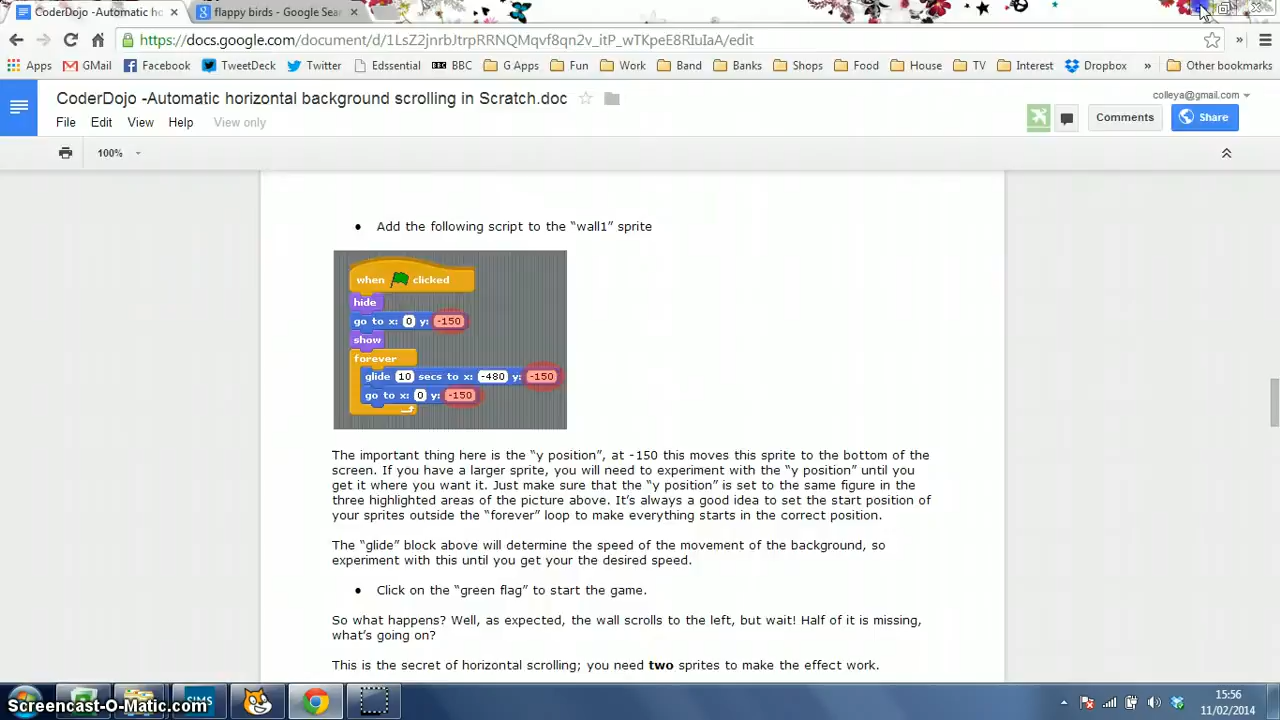 CoderDojo -Automatic ho
flappy birds - Google Sea
https://docs.google.com/document/d/1LsZ2jnrbJtrpRRNQMqvf8m2v_itP_wTKpeE8RIuIaA/edit
Apps GMail Facebook TweetDeck Twitter Edssential BBC G Apps Fun Work Band Banks Shops Food House TV Interest Dropbox » Other bookmarks
CoderDojo -Automatic horizontal background scrolling in Scratch.doc
colleya@gmail.com
File Edit View Help View only
Comments Share
100%
• Add the following script to the “wall1” sprite
when clicked
hide
go to x: 0 y: -150
show
forever
glide 10 secs to x: -480 y: -150
go to x: 0 y: -150
The important thing here is the “y position”, at -150 this moves this sprite to the bottom of the
screen. If you have a larger sprite, you will need to experiment with the “y position” until you
get it where you want it. Just make sure that the “y position” is set to the same figure in the
three highlighted areas of the picture above. It’s always a good idea to set the start position of
your sprites outside the “forever” loop to make everything starts in the correct position.
The “glide” block above will determine the speed of the movement of the background, so
experiment with this until you get your the desired speed.
• Click on the “green flag” to start the game.
So what happens? Well, as expected, the wall scrolls to the left, but wait! Half of it is missing,
what’s going on?
This is the secret of horizontal scrolling; you need two sprites to make the effect work.
SIMS
Screencast-O-Matic.com
15:56
11/02/2014